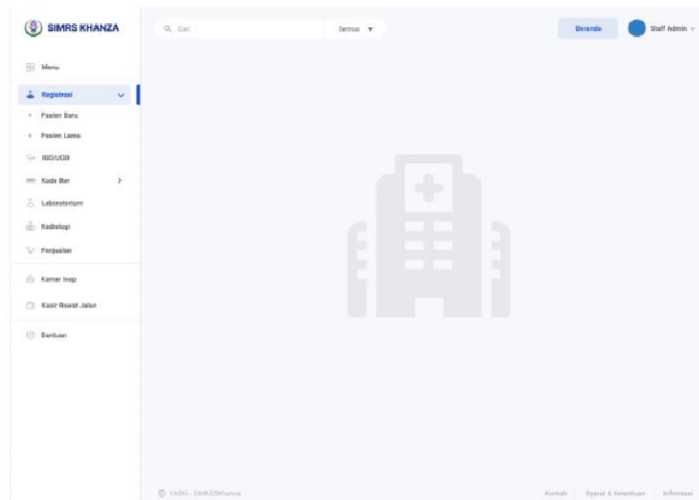 SIMRS KHANZA
Cari
Semua
Beranda
Staff Admin
Menu
Registrasi
Pasien Baru
Pasien Lama
IGD/UGD
Kode Bar
Laboratorium
Radiologi
Penjualan
Kamar Inap
Kasir Rawat Jalan
Bantuan
Kontak
Syarat & Ketentuan
Informasi